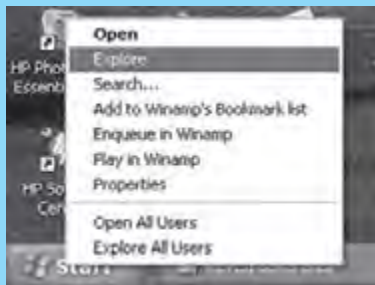 HP Phot
Essenti
HP So
Cen
Open
Explore
Search...
Add to Winamp's Bookmark list
Enqueue in Winamp
Play in Winamp
Properties
Open All Users
Explore All Users
Start